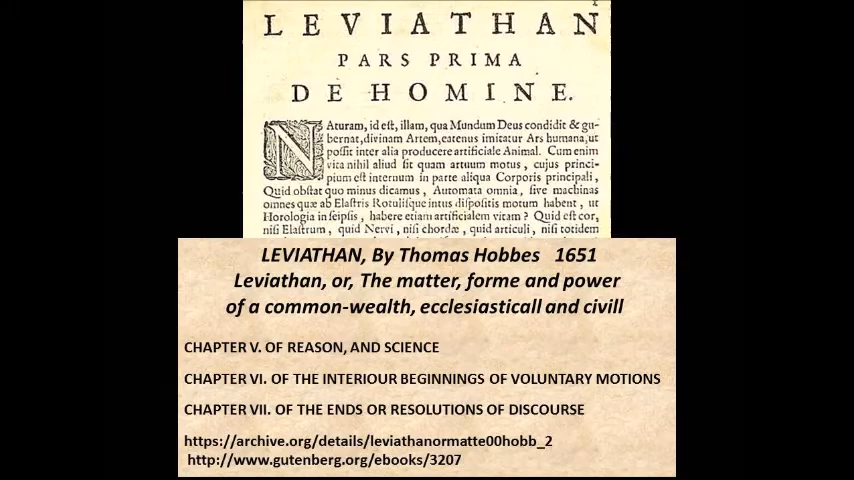 LEVIATHAN
PARS PRIMA
DE HOMINE.
NAturam, id est, illam, qua Mundum Deus condidit & gu-
bernat, divinam Artem, eatenus imitatur Ars humana, ut
possit inter alia producere artificiale Animal. Cum enim
vita nihil aliud sit quam artuum motus, cujus princi-
pium est internum in parte aliqua Corporis principali,
Quid obstat quo minus dicamus, Automata omnia, sive machinas
omnes quæ ab Elastris Rotulisque intus dispositis motum habent, ut
Horologia in seipsis, habere etiam artificialem vitam? Quid est cor,
nisi Elastrum, quid Nervi, nisi chordæ, quid articuli, nisi totidem
LEVIATHAN, By Thomas Hobbes 1651
Leviathan, or, The matter, forme and power
of a common-wealth, ecclesiasticall and civill
CHAPTER V. OF REASON, AND SCIENCE
CHAPTER VI. OF THE INTERIOUR BEGINNINGS OF VOLUNTARY MOTIONS
CHAPTER VII. OF THE ENDS OR RESOLUTIONS OF DISCOURSE
https://archive.org/details/leviathanormatte00hobb_2
http://www.gutenberg.org/ebooks/3207